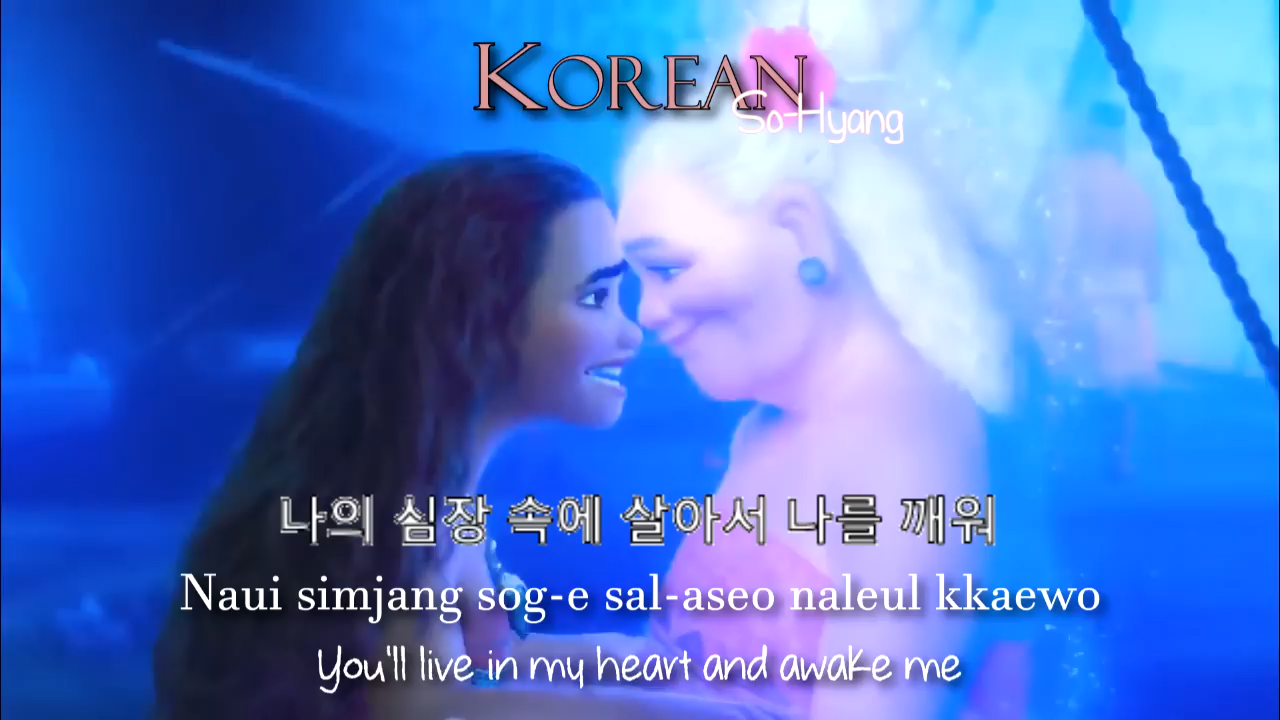 KOREAN
So-Hyang
나의 심장 속에 살아서 나를 깨워
Naui simjang sog-e sal-aseo naleul kkaewo
You'll live in my heart and awake me